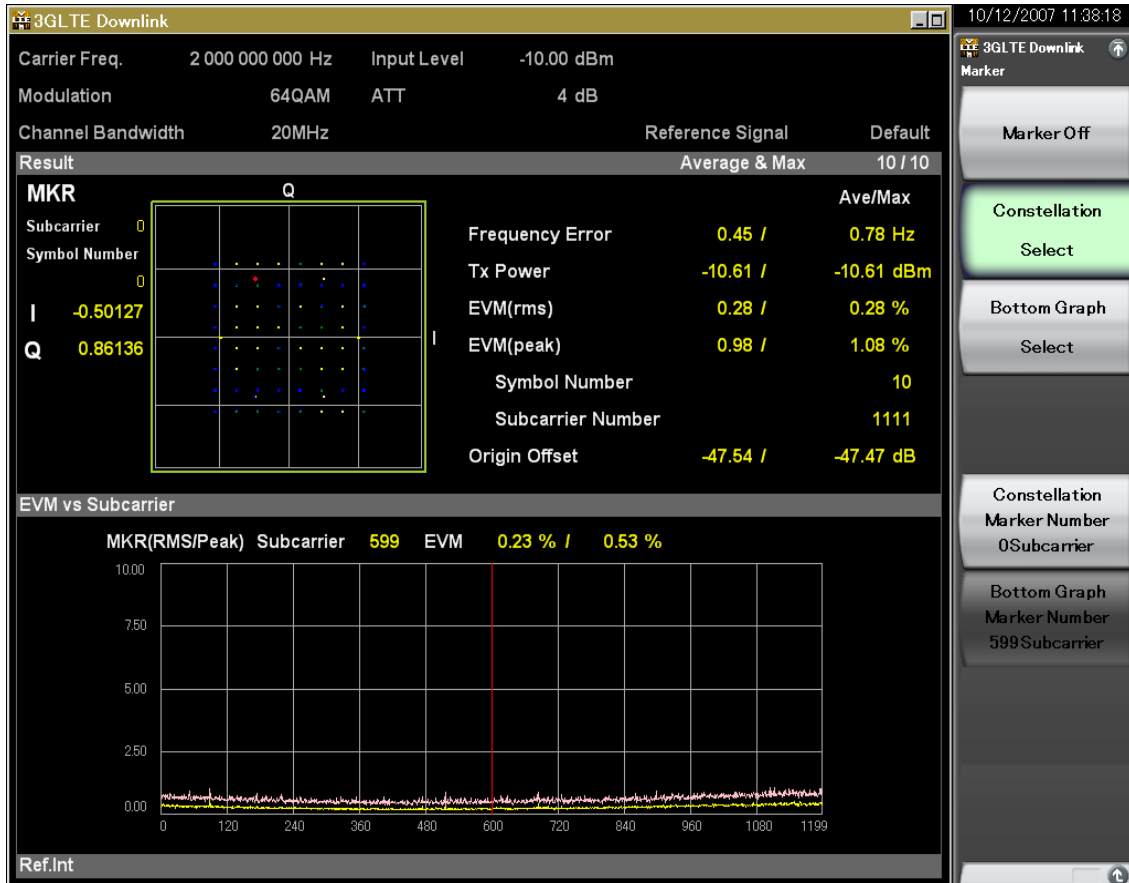 3GLTE Downlink
10/12/2007 11:38:18
Carrier Freq. 2 000 000 000 Hz Input Level -10.00 dBm
Modulation 64QAM ATT 4 dB
Channel Bandwidth 20MHz Reference Signal Default
Result Average & Max 10 / 10
MKR
Subcarrier 0
Symbol Number
0
I -0.50127
Q 0.86136
Q
I
Ave/Max
Frequency Error 0.45 / 0.78 Hz
Tx Power -10.61 / -10.61 dBm
EVM(rms) 0.28 / 0.28 %
EVM(peak) 0.98 / 1.08 %
Symbol Number 10
Subcarrier Number 1111
Origin Offset -47.54 / -47.47 dB
EVM vs Subcarrier
MKR(RMS/Peak) Subcarrier 599 EVM 0.23 % / 0.53 %
10.00
7.50
5.00
2.50
0.00
0 120 240 360 480 600 720 840 960 1080 1199
Ref.Int
3GLTE Downlink
Marker
Marker Off
Constellation
Select
Bottom Graph
Select
Constellation
Marker Number
0Subcarrier
Bottom Graph
Marker Number
599Subcarrier